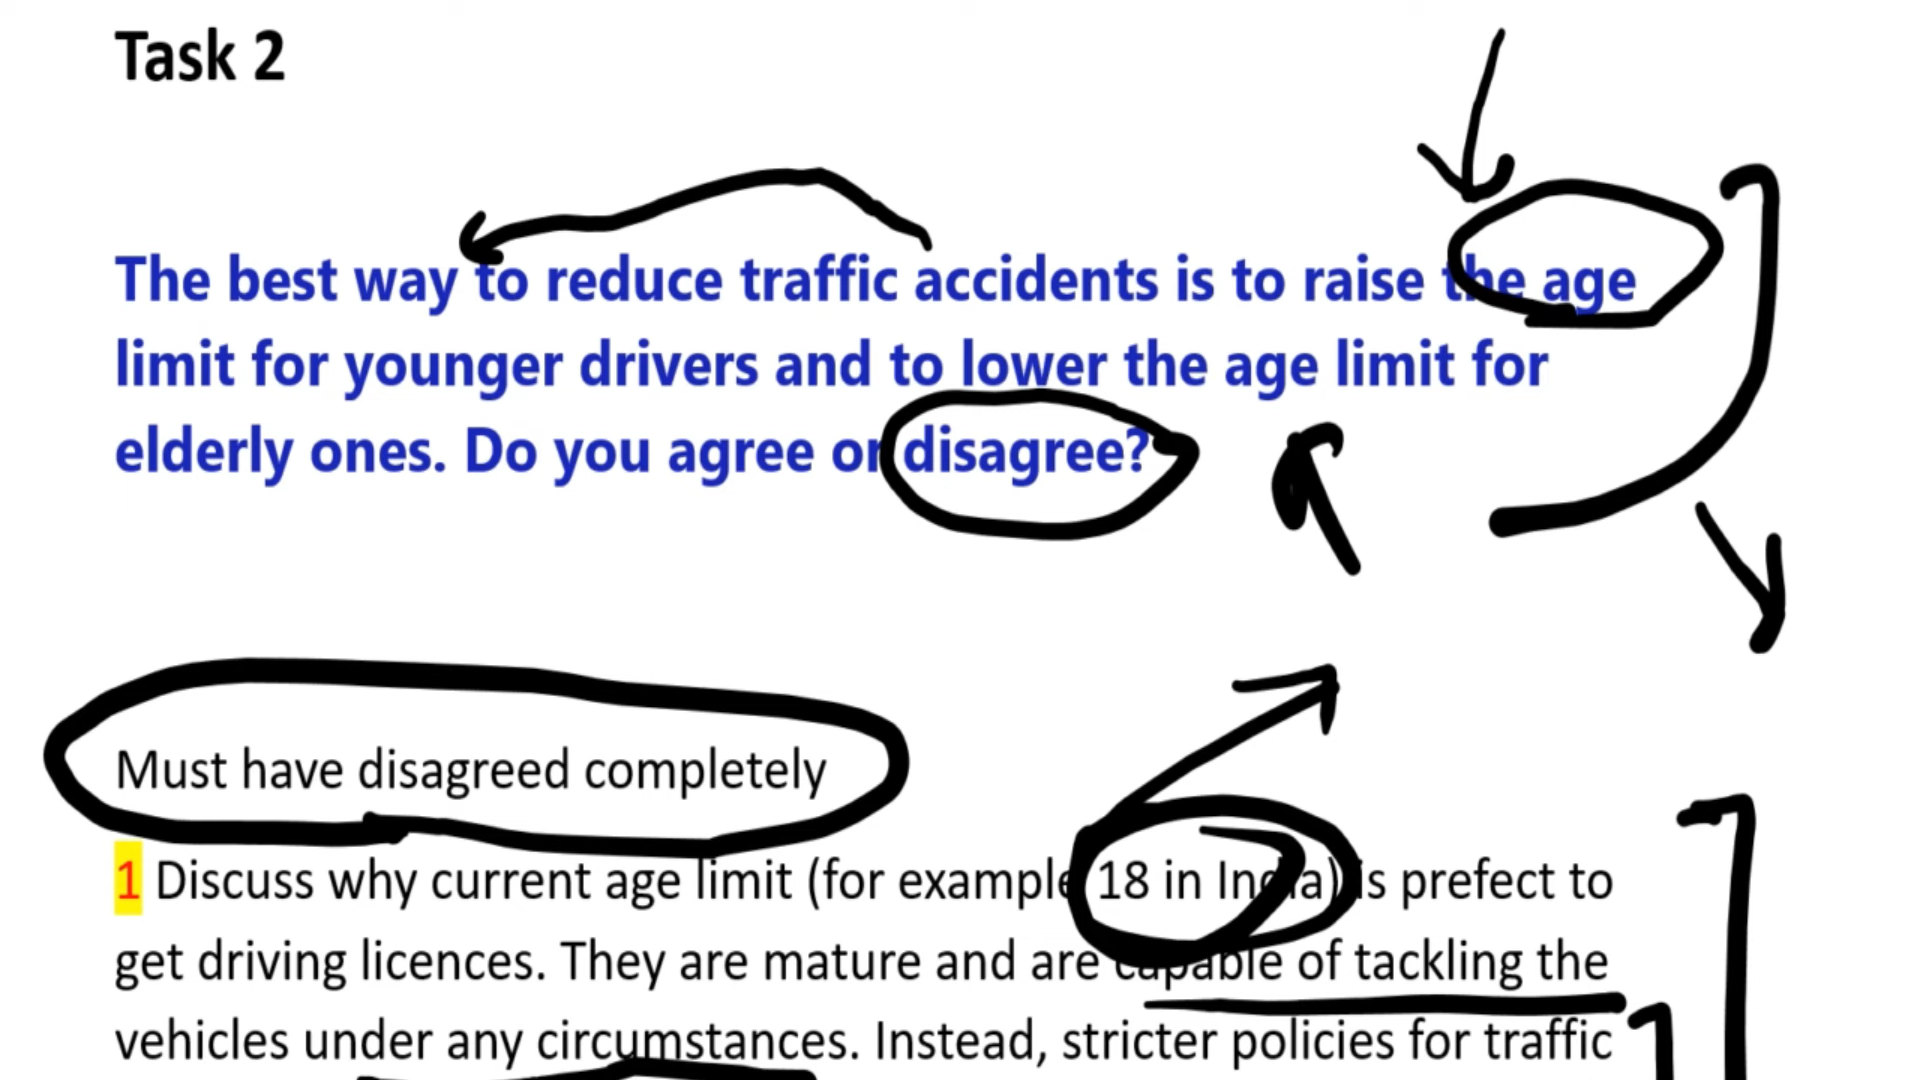 Task 2
The best way to reduce traffic accidents is to raise the age
limit for younger drivers and to lower the age limit for
elderly ones. Do you agree or disagree?
Must have disagreed completely
1 Discuss why current age limit (for example 18 in India) is prefect to
get driving licences. They are mature and are capable of tackling the
vehicles under any circumstances. Instead, stricter policies for traffic